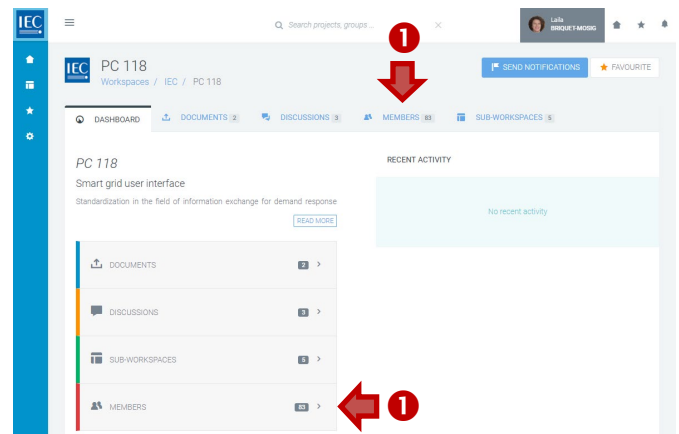 IEC
Search projects, groups ...
Laila
BRIQUET-MOSIG
1
IEC
PC 118
Workspaces / IEC / PC 118
SEND NOTIFICATIONS
FAVOURITE
DASHBOARD
DOCUMENTS 2
DISCUSSIONS 3
MEMBERS 83
SUB-WORKSPACES 5
PC 118
Smart grid user interface
Standardization in the field of information exchange for demand response
READ MORE
RECENT ACTIVITY
No recent activity
DOCUMENTS 2
DISCUSSIONS 3
SUB-WORKSPACES 5
MEMBERS 83
1